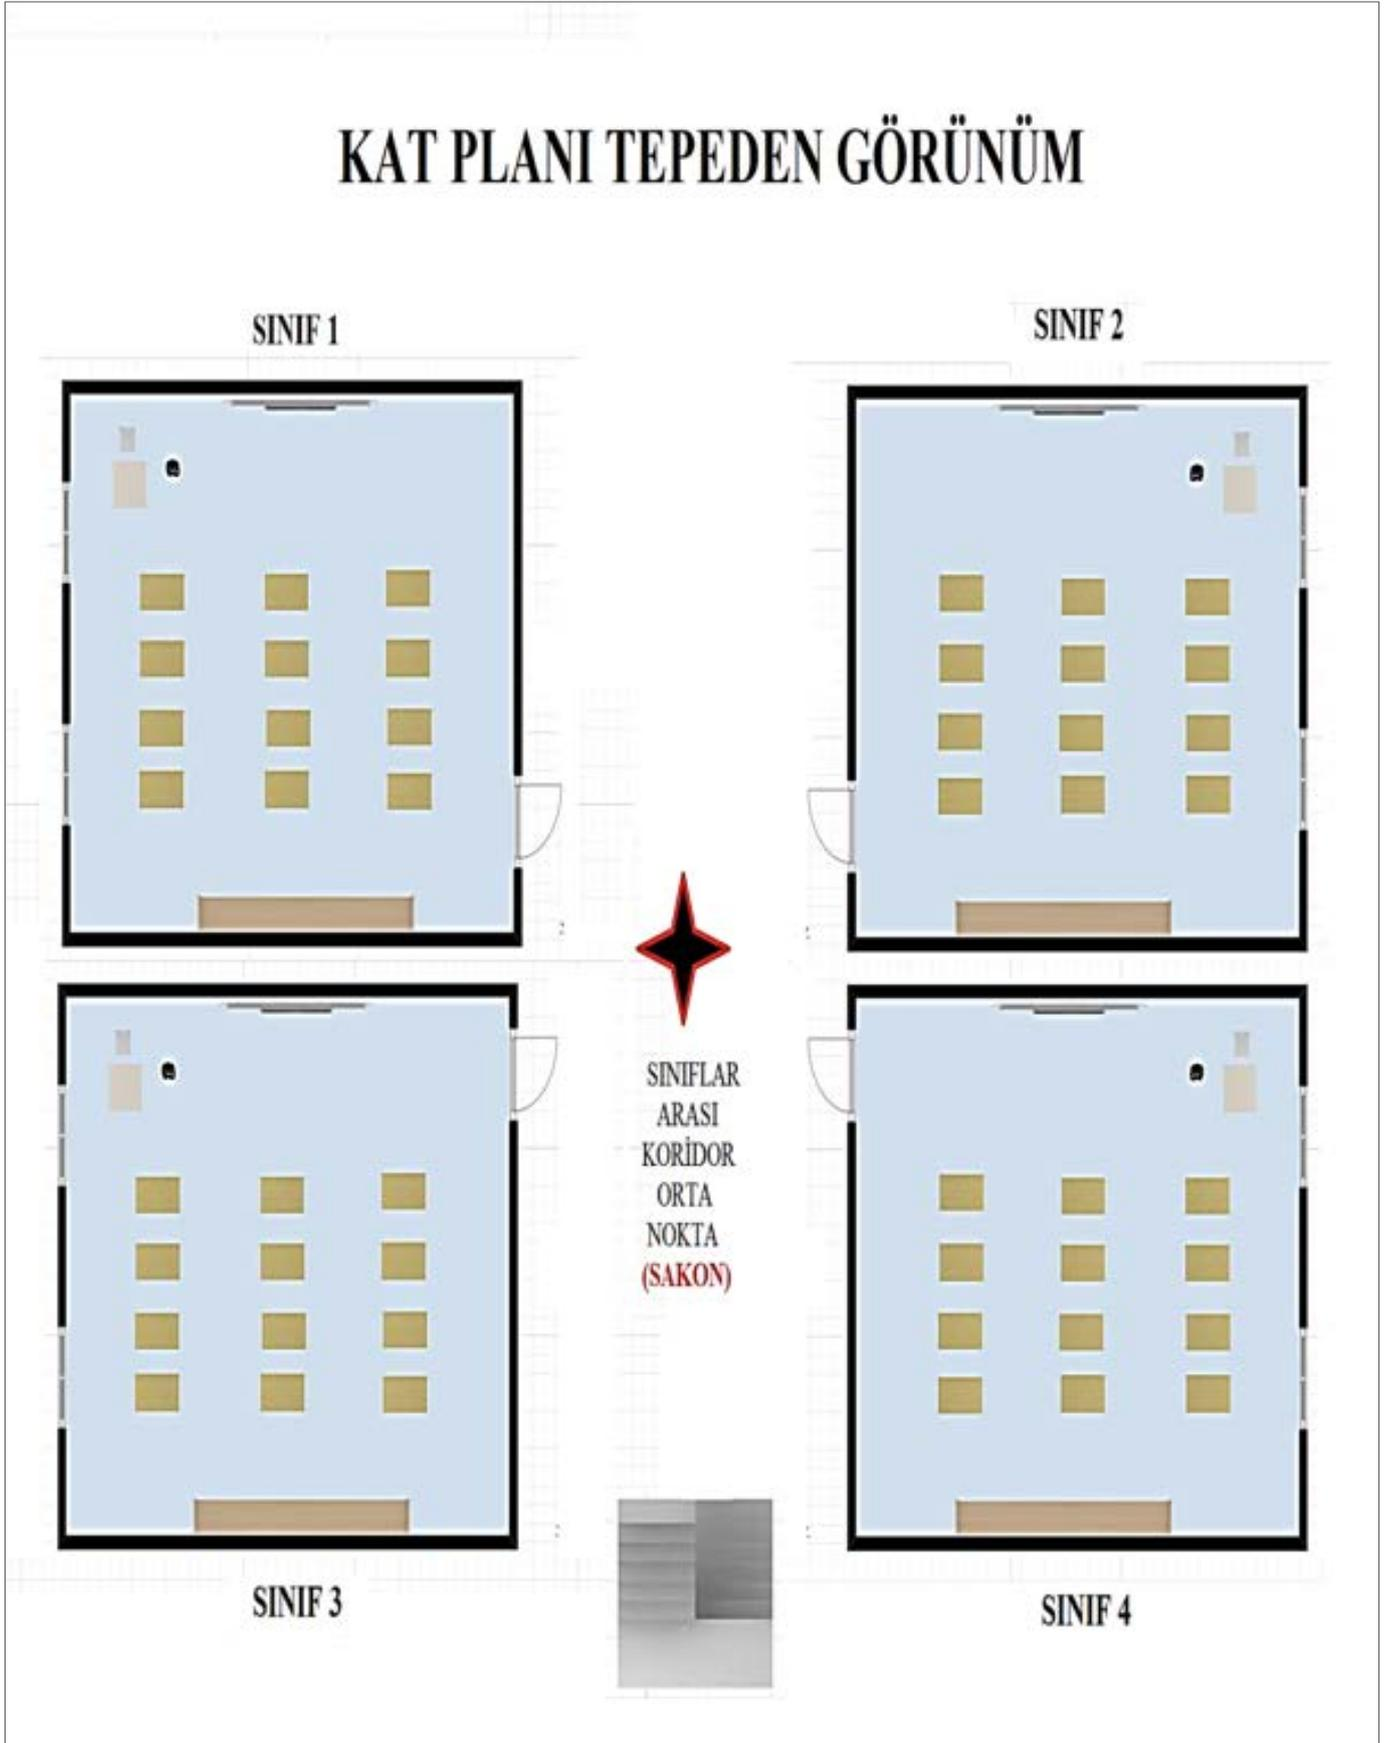 KAT PLANI TEPEDEN GÖRÜNÜM
SINIF 1
SINIF 2
SINIFLAR
ARASI
KORİDOR
ORTA
NOKTA
(SAKON)
SINIF 3
SINIF 4